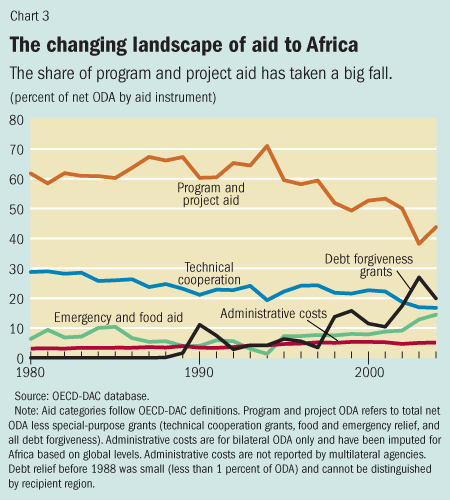 Chart 3
The changing landscape of aid to Africa
The share of program and project aid has taken a big fall.
(percent of net ODA by aid instrument)
80
70
60
Program and
project aid
50
40
Debt forgiveness
grants
Technical
cooperation
30
20
Emergency and food aid
Administrative costs
10
0
1980
1990
2000
Source: OECD-DAC database.
Note: Aid categories follow OECD-DAC definitions. Program and project ODA refers to total net
ODA less special-purpose grants (technical cooperation grants, food and emergency relief, and
all debt forgiveness). Administrative costs are for bilateral ODA only and have been imputed for
Africa based on global levels. Administrative costs are not reported by multilateral agencies.
Debt relief before 1988 was small (less than 1 percent of ODA) and cannot be distinguished
by recipient region.